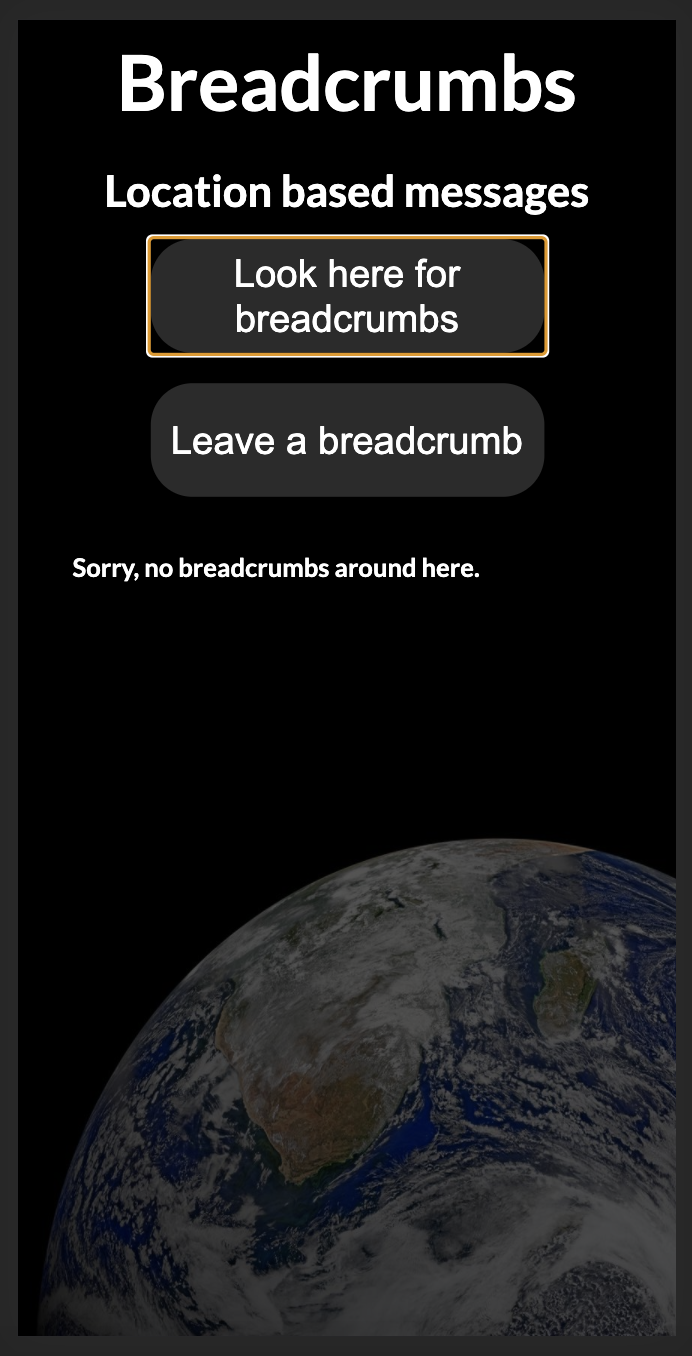 Breadcrumbs
Location based messages
Look here for
breadcrumbs
Leave a breadcrumb
Sorry, no breadcrumbs around here.